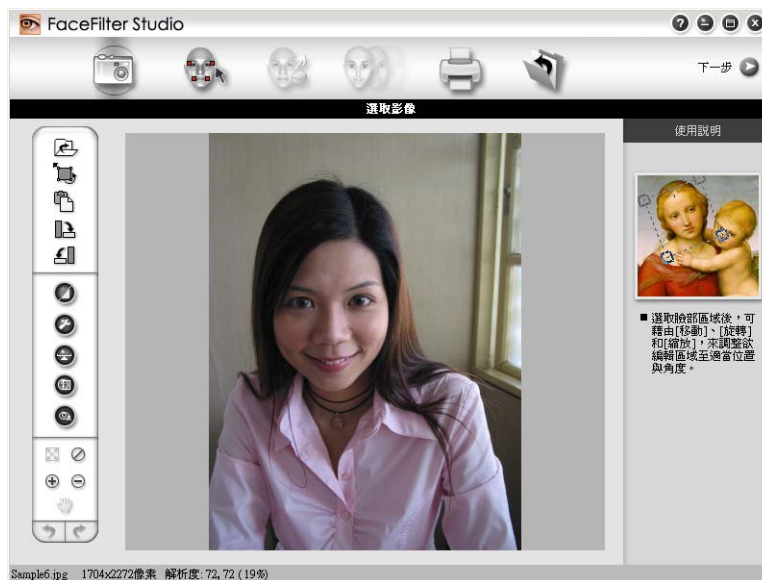 FaceFilter Studio
下一步
選取影像
使用説明
■ 選取臉部區域後，可
藉由[移動]、[旋轉]
和[縮放]，來調整欲
編輯區域至適當位置
與角度。
Sample6.jpg 1704x2272像素 解析度: 72, 72 (19%)